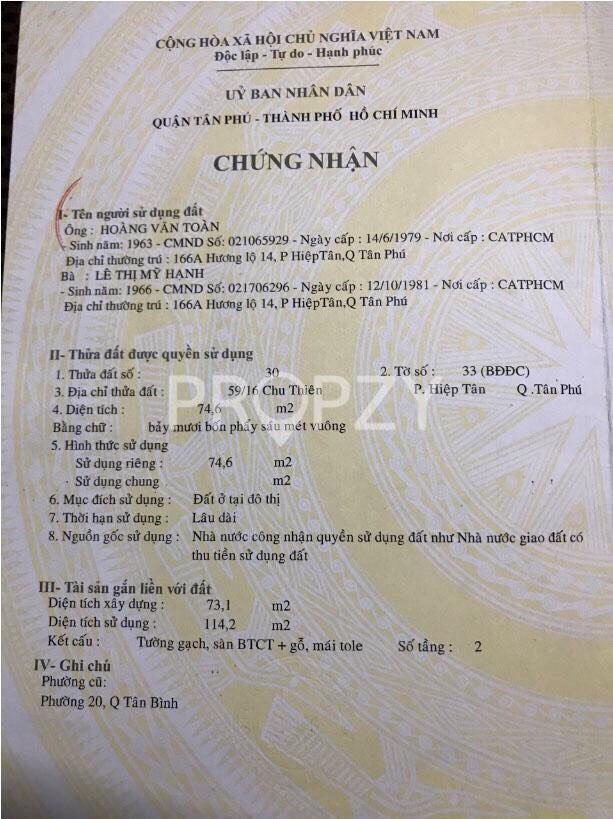 CỘNG HÒA XÃ HỘI CHỦ NGHĨA VIỆT NAM
Độc lập - Tự do - Hạnh phúc
UỶ BAN NHÂN DÂN
QUẬN TÂN PHÚ - THÀNH PHỐ HỒ CHÍ MINH
CHỨNG NHẬN
I- Tên người sử dụng đất
Ông : HOÀNG VĂN TOÀN
- Sinh năm: 1963 - CMND Số: 021065929 - Ngày cấp : 14/6/1979 - Nơi cấp : CATPHCM
Địa chỉ thường trú : 166A Hương lộ 14, P HiệpTân,Q Tân Phú
Bà : LÊ THỊ MỸ HẠNH
- Sinh năm: 1966 - CMND Số: 021706296 - Ngày cấp : 12/10/1981 - Nơi cấp : CATPHCM
Địa chỉ thường trú : 166A Hương lộ 14, P HiệpTân,Q Tân Phú
II- Thửa đất được quyền sử dụng
1. Thửa đất số : 30 2. Tờ số : 33 (BĐĐC)
3. Địa chỉ thửa đất : 59/16 Chu Thiên P. Hiệp Tân Q .Tân Phú
4. Diện tích : 74,6 m2
PROPZY
Bằng chữ : bảy mươi bốn phẩy sáu mét vuông
5. Hình thức sử dụng
Sử dụng riêng : 74,6 m2
- Sử dụng chung m2
6. Mục đích sử dụng : Đất ở tại đô thị
7. Thời hạn sử dụng : Lâu dài
8. Nguồn gốc sử dụng : Nhà nước công nhận quyền sử dụng đất như Nhà nước giao đất có
thu tiền sử dụng đất
III- Tài sản gắn liền với đất
Diện tích xây dựng : 73,1 m2
Diện tích sử dụng : 114,2 m2
Kết cấu : Tường gạch, sàn BTCT + gỗ, mái tole Số tầng : 2
IV- Ghi chú
Phường cũ:
Phường 20, Q Tân Bình